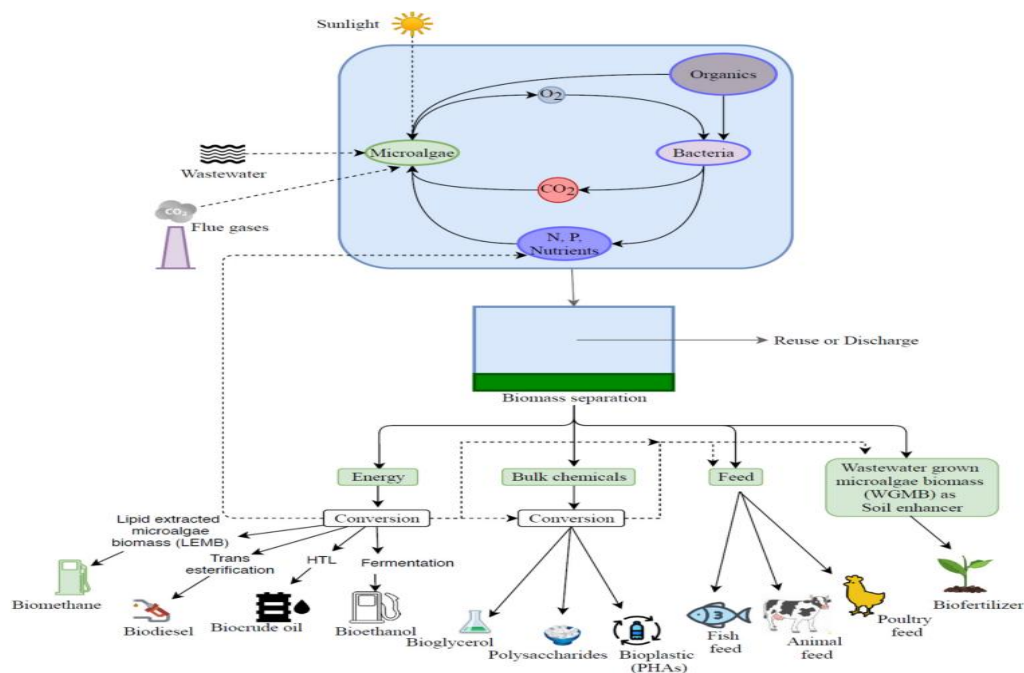 Sunlight
Organics
O2
Microalgae
Bacteria
Wastewater
CO2
CO2
Flue gases
N, P,
Nutrients
Reuse or Discharge
Biomass separation
Energy
Bulk chemicals
Feed
Wastewater grown
microalgae biomass
(WGMB) as
Soil enhancer
Conversion
Conversion
Lipid extracted
microalgae
biomass (LEMB)
Trans
esterification
HTL
Fermentation
Biomethane
Biodiesel
Biocrude oil
Bioethanol
Bioglycerol
Polysaccharides
Bioplastic
(PHAs)
3
Fish
feed
Animal
feed
Poultry
feed
Biofertilizer